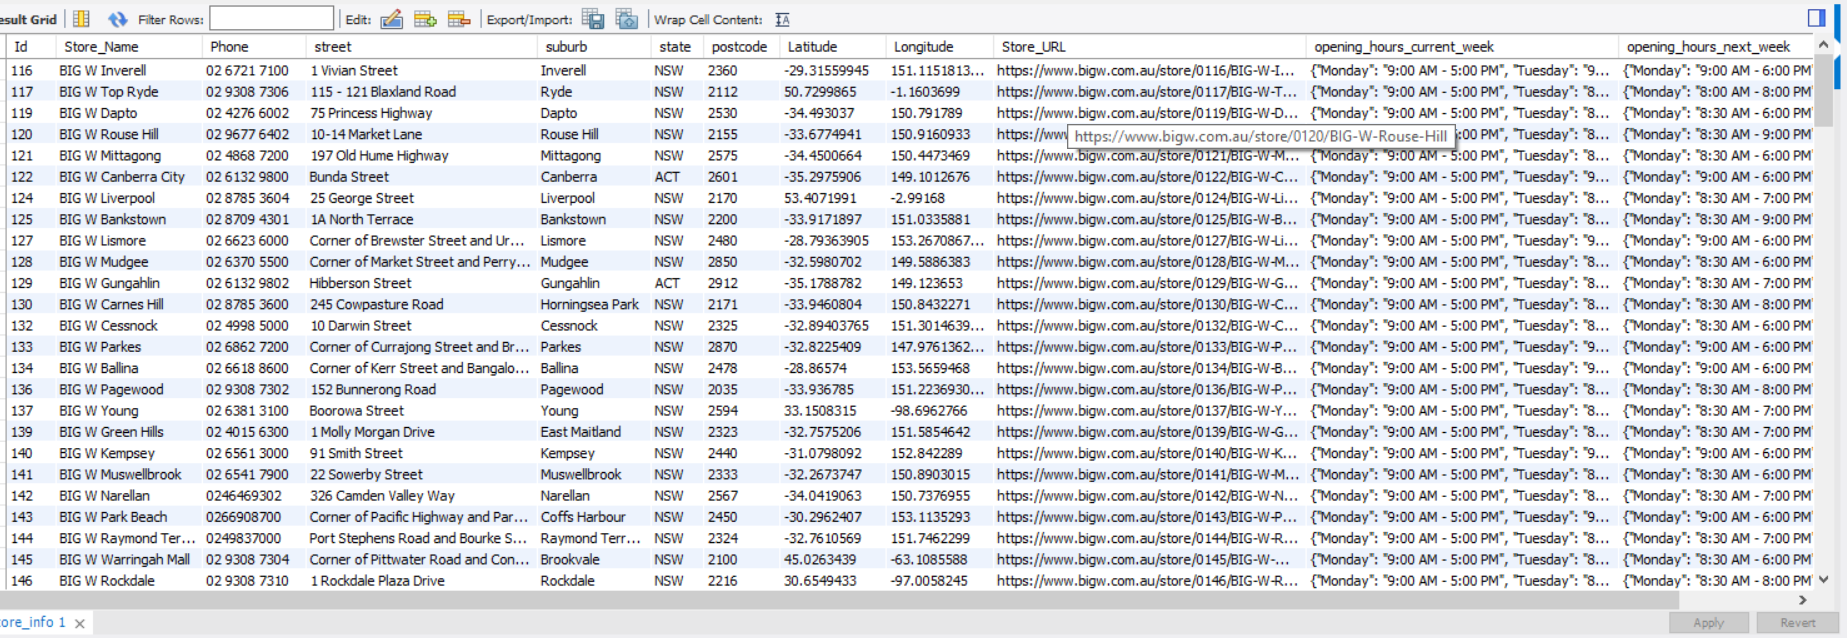 esult Grid Filter Rows: Edit: Export/Import: Wrap Cell Content: IA
Id Store_Name Phone street suburb state postcode Latitude Longitude Store_URL opening_hours_current_week opening_hours_next_week
116 BIG W Inverell 02 6721 7100 1 Vivian Street Inverell NSW 2360 -29.31559945 151.1151813... https://www.bigw.com.au/store/0116/BIG-W-I... {"Monday": "9:00 AM - 5:00 PM", "Tuesday": "9... {"Monday": "9:00 AM - 6:00 PM"
117 BIG W Top Ryde 02 9308 7306 115 - 121 Blaxland Road Ryde NSW 2112 50.7299865 -1.1603699 https://www.bigw.com.au/store/0117/BIG-W-T... {"Monday": "9:00 AM - 5:00 PM", "Tuesday": "8... {"Monday": "8:00 AM - 8:00 PM"
119 BIG W Dapto 02 4276 6002 75 Princess Highway Dapto NSW 2530 -34.493037 150.791789 https://www.bigw.com.au/store/0119/BIG-W-D... {"Monday": "9:00 AM - 5:00 PM", "Tuesday": "8... {"Monday": "8:30 AM - 6:00 PM"
120 BIG W Rouse Hill 02 9677 6402 10-14 Market Lane Rouse Hill NSW 2155 -33.6774941 150.9160933 https://www https://www.bigw.com.au/store/0120/BIG-W-Rouse-Hill :00 PM", "Tuesday": "8... {"Monday": "8:30 AM - 9:00 PM"
121 BIG W Mittagong 02 4868 7200 197 Old Hume Highway Mittagong NSW 2575 -34.4500664 150.4473469 https://www.bigw.com.au/store/0121/BIG-W-M... {"Monday": "9:00 AM - 5:00 PM", "Tuesday": "8... {"Monday": "8:30 AM - 6:00 PM"
122 BIG W Canberra City 02 6132 9800 Bunda Street Canberra ACT 2601 -35.2975906 149.1012676 https://www.bigw.com.au/store/0122/BIG-W-C... {"Monday": "9:00 AM - 5:00 PM", "Tuesday": "9... {"Monday": "9:00 AM - 6:00 PM"
124 BIG W Liverpool 02 8785 3604 25 George Street Liverpool NSW 2170 53.4071991 -2.99168 https://www.bigw.com.au/store/0124/BIG-W-Li... {"Monday": "9:00 AM - 5:00 PM", "Tuesday": "8... {"Monday": "8:30 AM - 7:00 PM"
125 BIG W Bankstown 02 8709 4301 1A North Terrace Bankstown NSW 2200 -33.9171897 151.0335881 https://www.bigw.com.au/store/0125/BIG-W-B... {"Monday": "9:00 AM - 5:00 PM", "Tuesday": "8... {"Monday": "8:30 AM - 9:00 PM"
127 BIG W Lismore 02 6623 6000 Corner of Brewster Street and Ur... Lismore NSW 2480 -28.79363905 153.2670867... https://www.bigw.com.au/store/0127/BIG-W-Li... {"Monday": "9:00 AM - 5:00 PM", "Tuesday": "9... {"Monday": "9:00 AM - 6:00 PM"
128 BIG W Mudgee 02 6370 5500 Corner of Market Street and Perry... Mudgee NSW 2850 -32.5980702 149.5886383 https://www.bigw.com.au/store/0128/BIG-W-M... {"Monday": "9:00 AM - 5:00 PM", "Tuesday": "8... {"Monday": "8:30 AM - 6:00 PM"
129 BIG W Gungahlin 02 6132 9802 Hibberson Street Gungahlin ACT 2912 -35.1788782 149.123653 https://www.bigw.com.au/store/0129/BIG-W-G... {"Monday": "9:00 AM - 5:00 PM", "Tuesday": "8... {"Monday": "8:30 AM - 7:00 PM"
130 BIG W Carnes Hill 02 8785 3600 245 Cowpasture Road Horningsea Park NSW 2171 -33.9460804 150.8432271 https://www.bigw.com.au/store/0130/BIG-W-C... {"Monday": "9:00 AM - 5:00 PM", "Tuesday": "8... {"Monday": "8:30 AM - 8:00 PM"
132 BIG W Cessnock 02 4998 5000 10 Darwin Street Cessnock NSW 2325 -32.89403765 151.3014639... https://www.bigw.com.au/store/0132/BIG-W-C... {"Monday": "9:00 AM - 5:00 PM", "Tuesday": "8... {"Monday": "8:30 AM - 6:00 PM"
133 BIG W Parkes 02 6862 7200 Corner of Currajong Street and Br... Parkes NSW 2870 -32.8225409 147.9761362... https://www.bigw.com.au/store/0133/BIG-W-P... {"Monday": "9:00 AM - 5:00 PM", "Tuesday": "9... {"Monday": "9:00 AM - 6:00 PM"
134 BIG W Ballina 02 6618 8600 Corner of Kerr Street and Bangalo... Ballina NSW 2478 -28.86574 153.5659468 https://www.bigw.com.au/store/0134/BIG-W-B... {"Monday": "9:00 AM - 5:00 PM", "Tuesday": "8... {"Monday": "8:30 AM - 6:00 PM"
136 BIG W Pagewood 02 9308 7302 152 Bunnerong Road Pagewood NSW 2035 -33.936785 151.2236930... https://www.bigw.com.au/store/0136/BIG-W-P... {"Monday": "9:00 AM - 5:00 PM", "Tuesday": "8... {"Monday": "8:30 AM - 8:00 PM"
137 BIG W Young 02 6381 3100 Boorowa Street Young NSW 2594 33.1508315 -98.6962766 https://www.bigw.com.au/store/0137/BIG-W-Y... {"Monday": "9:00 AM - 5:00 PM", "Tuesday": "8... {"Monday": "8:30 AM - 7:00 PM"
139 BIG W Green Hills 02 4015 6300 1 Molly Morgan Drive East Maitland NSW 2323 -32.7575206 151.5854642 https://www.bigw.com.au/store/0139/BIG-W-G... {"Monday": "9:00 AM - 5:00 PM", "Tuesday": "8... {"Monday": "8:30 AM - 7:00 PM"
140 BIG W Kempsey 02 6561 3000 91 Smith Street Kempsey NSW 2440 -31.0798092 152.842289 https://www.bigw.com.au/store/0140/BIG-W-K... {"Monday": "9:00 AM - 5:00 PM", "Tuesday": "8... {"Monday": "8:30 AM - 6:00 PM"
141 BIG W Muswellbrook 02 6541 7900 22 Sowerby Street Muswellbrook NSW 2333 -32.2673747 150.8903015 https://www.bigw.com.au/store/0141/BIG-W-M... {"Monday": "9:00 AM - 5:00 PM", "Tuesday": "8... {"Monday": "8:30 AM - 6:00 PM"
142 BIG W Narellan 0246469302 326 Camden Valley Way Narellan NSW 2567 -34.0419063 150.7376955 https://www.bigw.com.au/store/0142/BIG-W-N... {"Monday": "9:00 AM - 5:00 PM", "Tuesday": "8... {"Monday": "8:30 AM - 7:00 PM"
143 BIG W Park Beach 0266908700 Corner of Pacific Highway and Par... Coffs Harbour NSW 2450 -30.2962407 153.1135293 https://www.bigw.com.au/store/0143/BIG-W-P... {"Monday": "9:00 AM - 5:00 PM", "Tuesday": "9... {"Monday": "9:00 AM - 6:00 PM"
144 BIG W Raymond Ter... 0249837000 Port Stephens Road and Bourke S... Raymond Terr... NSW 2324 -32.7610569 151.7462299 https://www.bigw.com.au/store/0144/BIG-W-R... {"Monday": "9:00 AM - 5:00 PM", "Tuesday": "8... {"Monday": "8:30 AM - 7:00 PM"
145 BIG W Warringah Mall 02 9308 7304 Corner of Pittwater Road and Con... Brookvale NSW 2100 45.0263439 -63.1085588 https://www.bigw.com.au/store/0145/BIG-W-... {"Monday": "9:00 AM - 5:00 PM", "Tuesday": "8... {"Monday": "8:30 AM - 6:00 PM"
146 BIG W Rockdale 02 9308 7310 1 Rockdale Plaza Drive Rockdale NSW 2216 30.6549433 -97.0058245 https://www.bigw.com.au/store/0146/BIG-W-R... {"Monday": "9:00 AM - 5:00 PM", "Tuesday": "8... {"Monday": "8:30 AM - 8:00 PM"
ore_info 1 Apply Revert